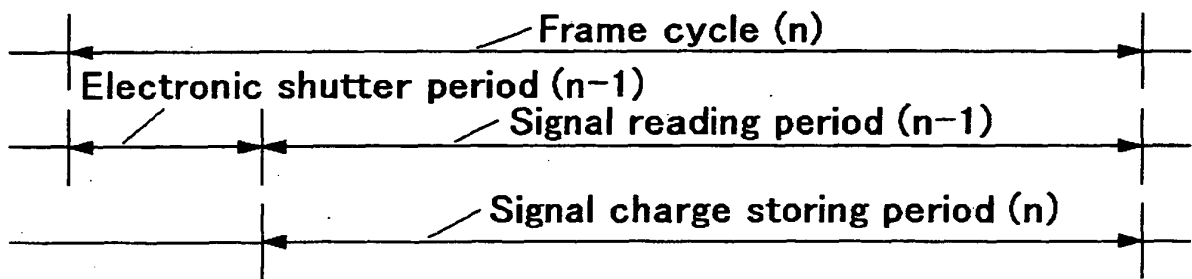 Frame cycle (n)
Electronic shutter period (n-1)
Signal reading period (n-1)
Signal charge storing period (n)